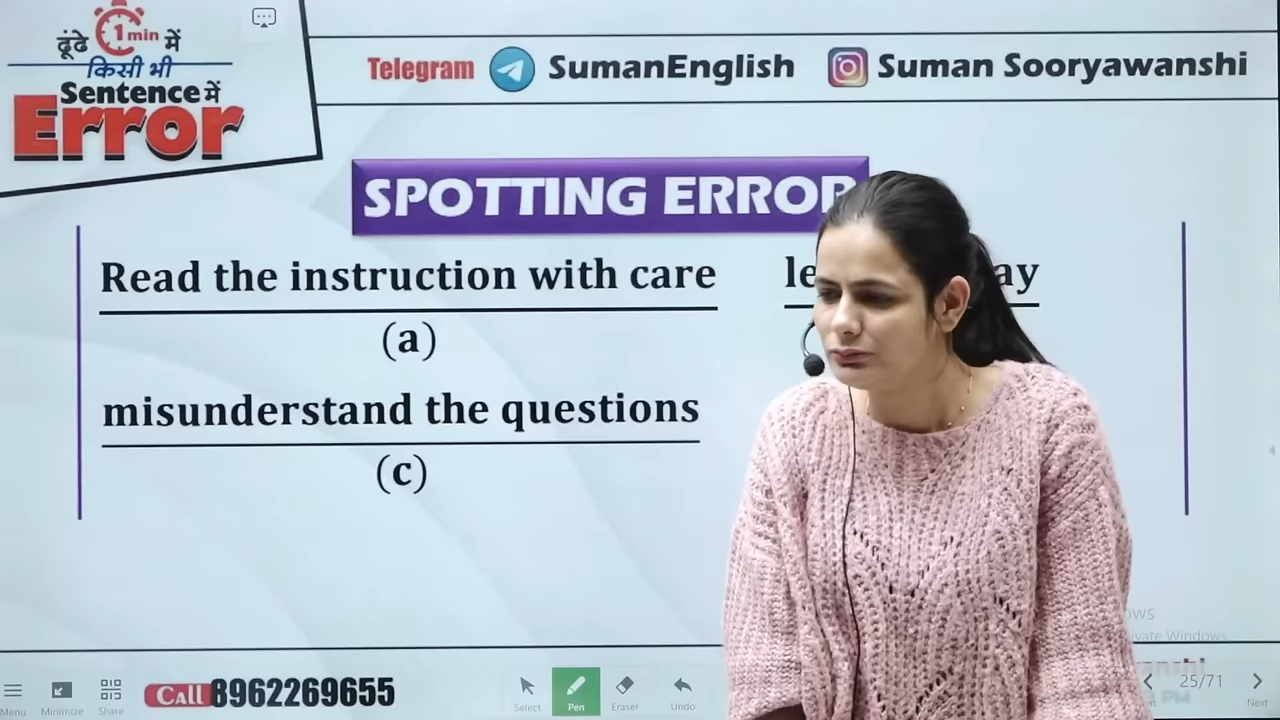 ढूंढे 1 min में
किसी भी
Sentence में
Error
Telegram SumanEnglish Suman Sooryawanshi
SPOTTING ERROR
Read the instruction with care
(a)
misunderstand the questions
(c)
Menu Minimize Share
Call 8962269655
Select Pen Eraser Undo
25/71
Next